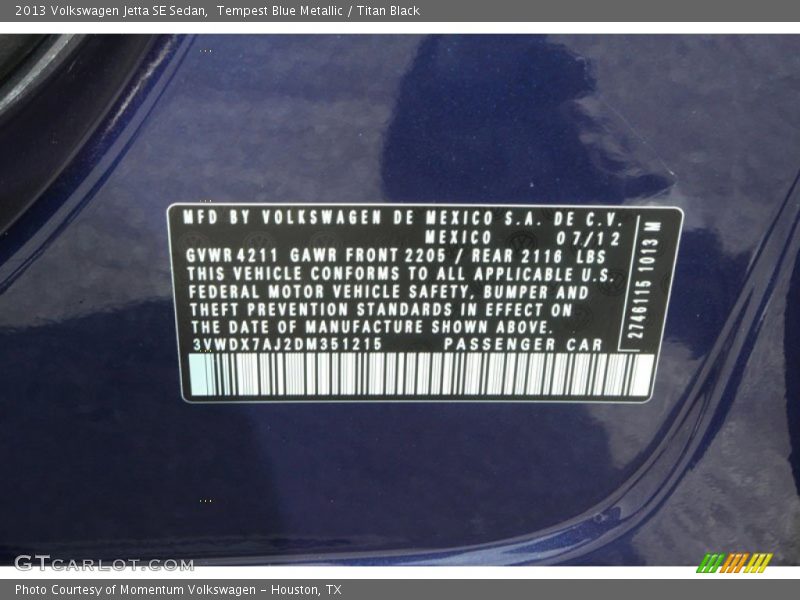 2013 Volkswagen Jetta SE Sedan,  Tempest Blue Metallic / Titan Black
MFD BY VOLKSWAGEN DE MEXICO S.A. DE C.V.
MEXICO 07/12
GVWR 4211 GAWR FRONT 2205 / REAR 2116 LBS
THIS VEHICLE CONFORMS TO ALL APPLICABLE U.S.
FEDERAL MOTOR VEHICLE SAFETY, BUMPER AND
THEFT PREVENTION STANDARDS IN EFFECT ON
THE DATE OF MANUFACTURE SHOWN ABOVE.
3VWDX7AJ2DM351215 PASSENGER CAR
2746115 1013 M
GTCARLOT.COM
Photo Courtesy of Momentum Volkswagen - Houston, TX